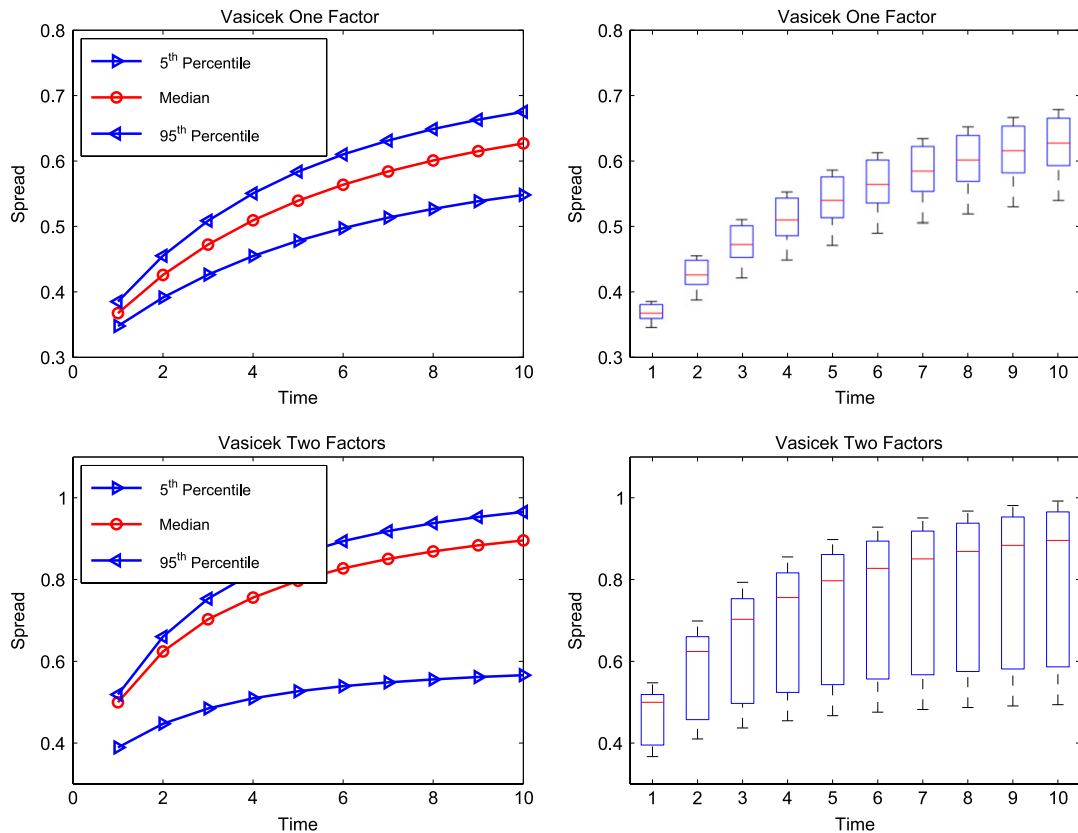 Vasicek One Factor
0.8
0.7
0.6
0.5
0.4
0.3
Spread
5th Percentile
Median
95th Percentile
0 2 4 6 8 10
Time
Vasicek One Factor
0.8
0.7
0.6
0.5
0.4
0.3
Spread
1 2 3 4 5 6 7 8 9 10
Time
Vasicek Two Factors
1
0.8
0.6
0.4
Spread
5th Percentile
Median
95th Percentile
0 2 4 6 8 10
Time
Vasicek Two Factors
1
0.8
0.6
0.4
Spread
1 2 3 4 5 6 7 8 9 10
Time